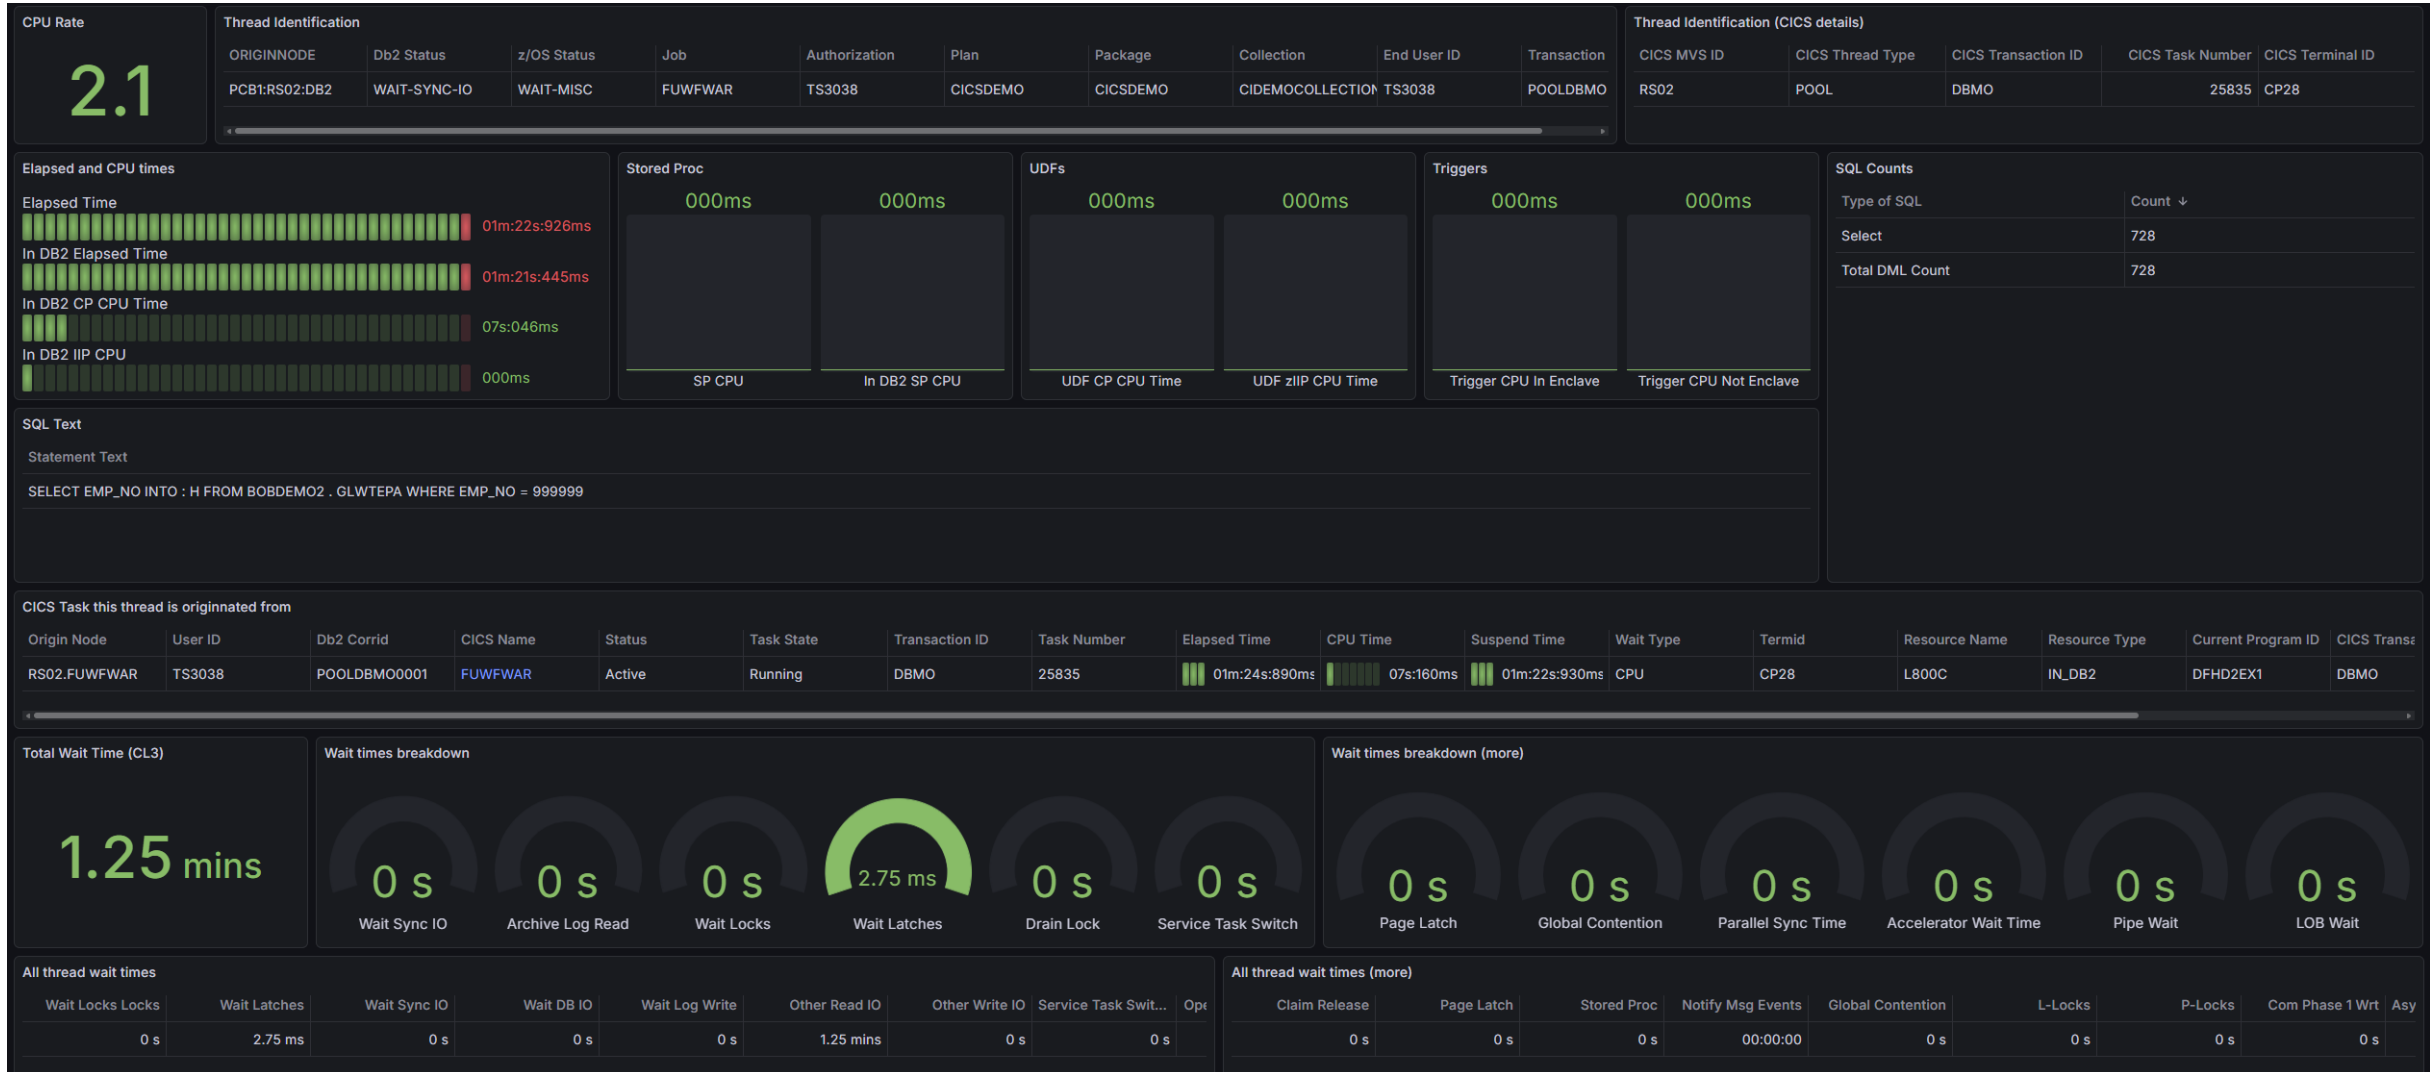 CPU Rate
2.1
Thread Identification
ORIGINNODE Db2 Status z/OS Status Job Authorization Plan Package Collection End User ID Transaction
PCB1:RS02:DB2 WAIT-SYNC-IO WAIT-MISC FUWFWAR TS3038 CICSDEMO CICSDEMO CIDEMOCOLLECTION TS3038 POOLDBMO
Thread Identification (CICS details)
CICS MVS ID CICS Thread Type CICS Transaction ID CICS Task Number CICS Terminal ID
RS02 POOL DBMO 25835 CP28
Elapsed and CPU times
Elapsed Time
01m:22s:926ms
In DB2 Elapsed Time
01m:21s:445ms
In DB2 CP CPU Time
07s:046ms
In DB2 IIP CPU
000ms
Stored Proc
000ms 000ms
SP CPU In DB2 SP CPU
UDFs
000ms 000ms
UDF CP CPU Time UDF zIIP CPU Time
Triggers
000ms 000ms
Trigger CPU In Enclave Trigger CPU Not Enclave
SQL Counts
Type of SQL Count ↓
Select 728
Total DML Count 728
SQL Text
Statement Text
SELECT EMP_NO INTO : H FROM BOBDEMO2 . GLWTEPA WHERE EMP_NO = 999999
CICS Task this thread is originnated from
Origin Node User ID Db2 Corrid CICS Name Status Task State Transaction ID Task Number Elapsed Time CPU Time Suspend Time Wait Type Termid Resource Name Resource Type Current Program ID CICS Transa
RS02.FUWFWAR TS3038 POOLDBMO0001 FUWFWAR Active Running DBMO 25835 01m:24s:890ms 07s:160ms 01m:22s:930ms CPU CP28 L800C IN_DB2 DFHD2EX1 DBMO
Total Wait Time (CL3)
1.25 mins
Wait times breakdown
0 s 0 s 0 s 2.75 ms 0 s 0 s
Wait Sync IO Archive Log Read Wait Locks Wait Latches Drain Lock Service Task Switch
Wait times breakdown (more)
0 s 0 s 0 s 0 s 0 s 0 s
Page Latch Global Contention Parallel Sync Time Accelerator Wait Time Pipe Wait LOB Wait
All thread wait times
Wait Locks Locks Wait Latches Wait Sync IO Wait DB IO Wait Log Write Other Read IO Other Write IO Service Task Swit... Ope
0 s 2.75 ms 0 s 0 s 0 s 1.25 mins 0 s 0 s
All thread wait times (more)
Claim Release Page Latch Stored Proc Notify Msg Events Global Contention L-Locks P-Locks Com Phase 1 Wrt Asy
0 s 0 s 0 s 00:00:00 0 s 0 s 0 s 0 s